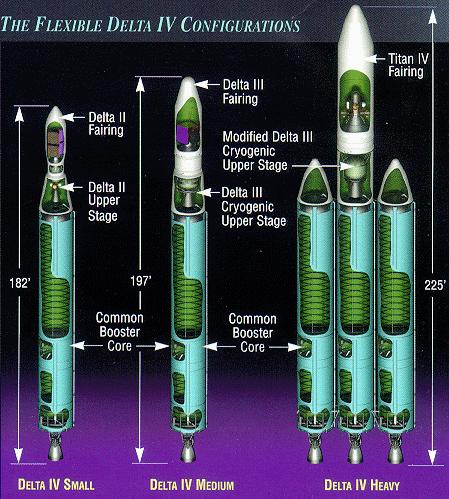 THE FLEXIBLE DELTA IV CONFIGURATIONS
Delta II
Fairing
Delta II
Upper
Stage
182'
Common
Booster
Core
DELTA IV SMALL
Delta III
Fairing
Delta III
Cryogenic
Upper Stage
197'
Common
Booster
Core
DELTA IV MEDIUM
Titan IV
Fairing
Modified Delta III
Cryogenic
Upper Stage
225'
DELTA IV HEAVY